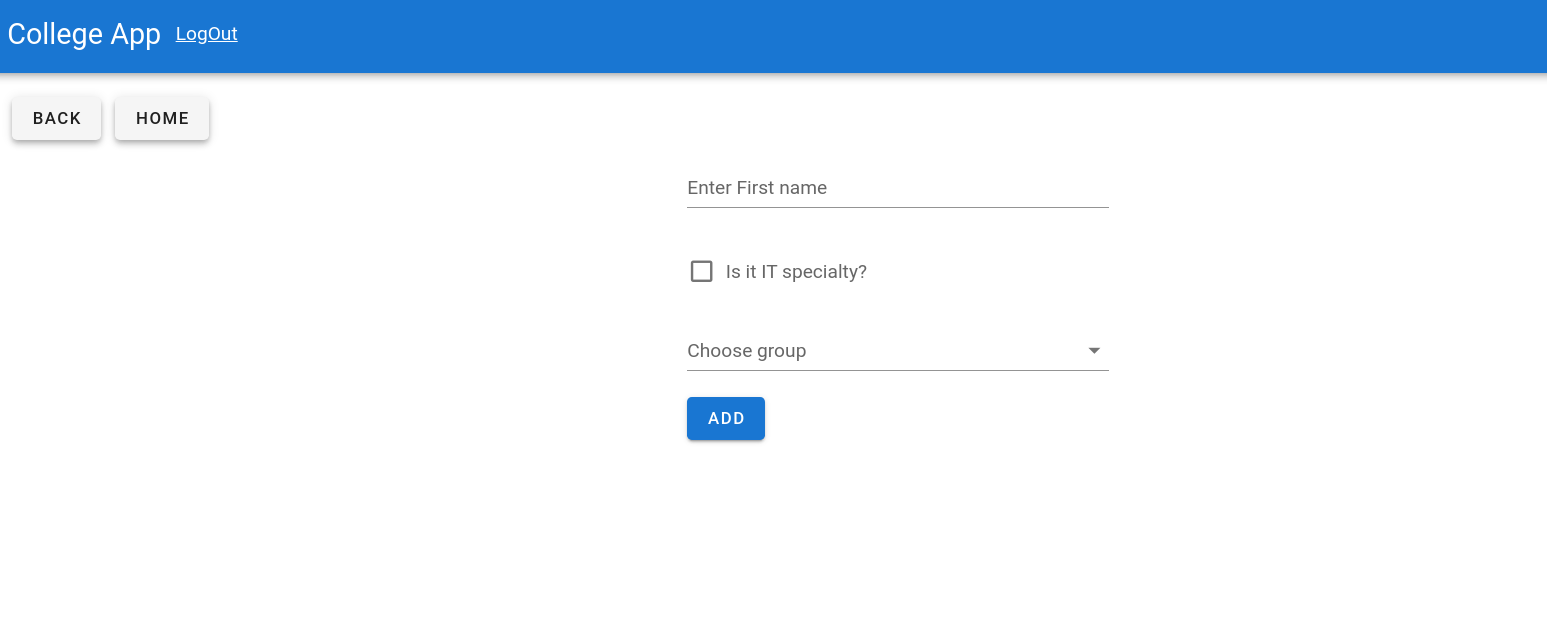 College App LogOut
BACK HOME
Enter First name
Is it IT specialty?
Choose group
ADD